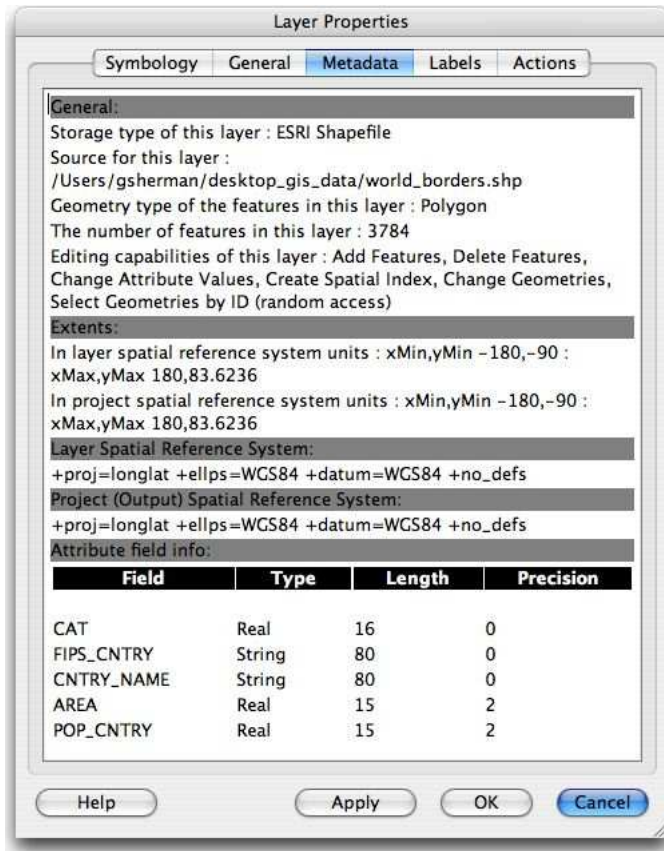 Layer Properties
Symbology General Metadata Labels Actions
General:
Storage type of this layer : ESRI Shapefile
Source for this layer :
/Users/gsherman/desktop_gis_data/world_borders.shp
Geometry type of the features in this layer : Polygon
The number of features in this layer : 3784
Editing capabilities of this layer : Add Features, Delete Features,
Change Attribute Values, Create Spatial Index, Change Geometries,
Select Geometries by ID (random access)
Extents:
In layer spatial reference system units : xMin,yMin -180,-90 :
xMax,yMax 180,83.6236
In project spatial reference system units : xMin,yMin -180,-90 :
xMax,yMax 180,83.6236
Layer Spatial Reference System:
+proj=longlat +ellps=WGS84 +datum=WGS84 +no_defs
Project (Output) Spatial Reference System:
+proj=longlat +ellps=WGS84 +datum=WGS84 +no_defs
Attribute field info:
Field Type Length Precision
CAT Real 16 0
FIPS_CNTRY String 80 0
CNTRY_NAME String 80 0
AREA Real 15 2
POP_CNTRY Real 15 2
Help Apply OK Cancel